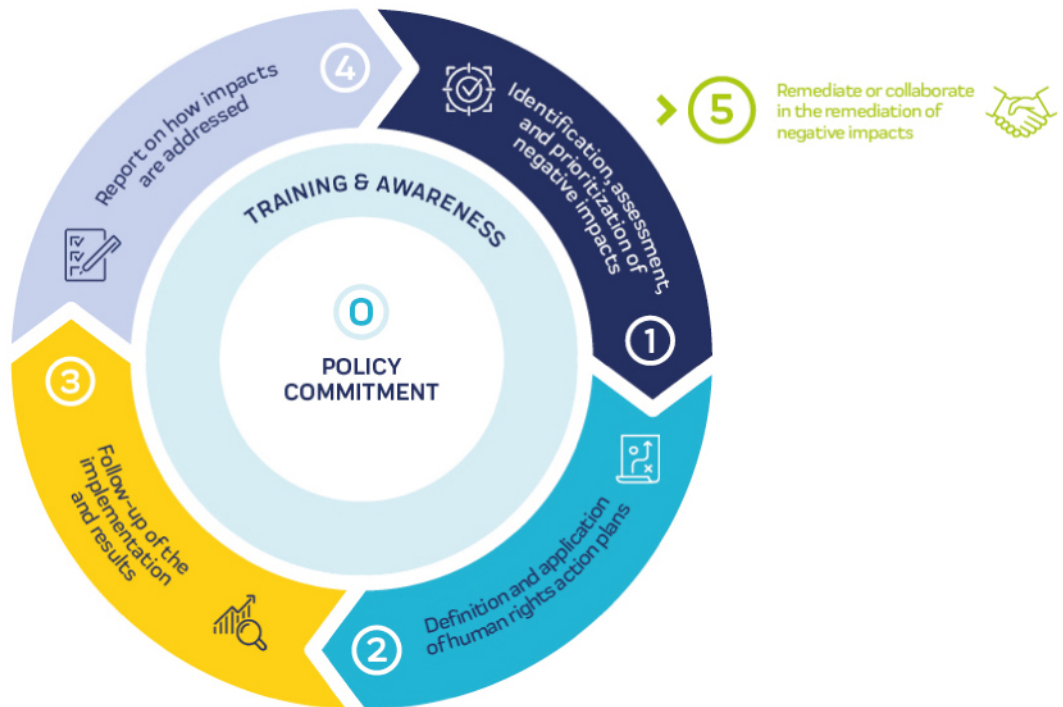 TRAINING & AWARENESS
0
POLICY
COMMITMENT
Identification, assessment,
and prioritization of
negative impacts
1
Definition and application
of human rights action plans
2
Follow-up of the
implementation
and results
3
Report on how impacts
are addressed
4
> 5
Remediate or collaborate
in the remediation of
negative impacts